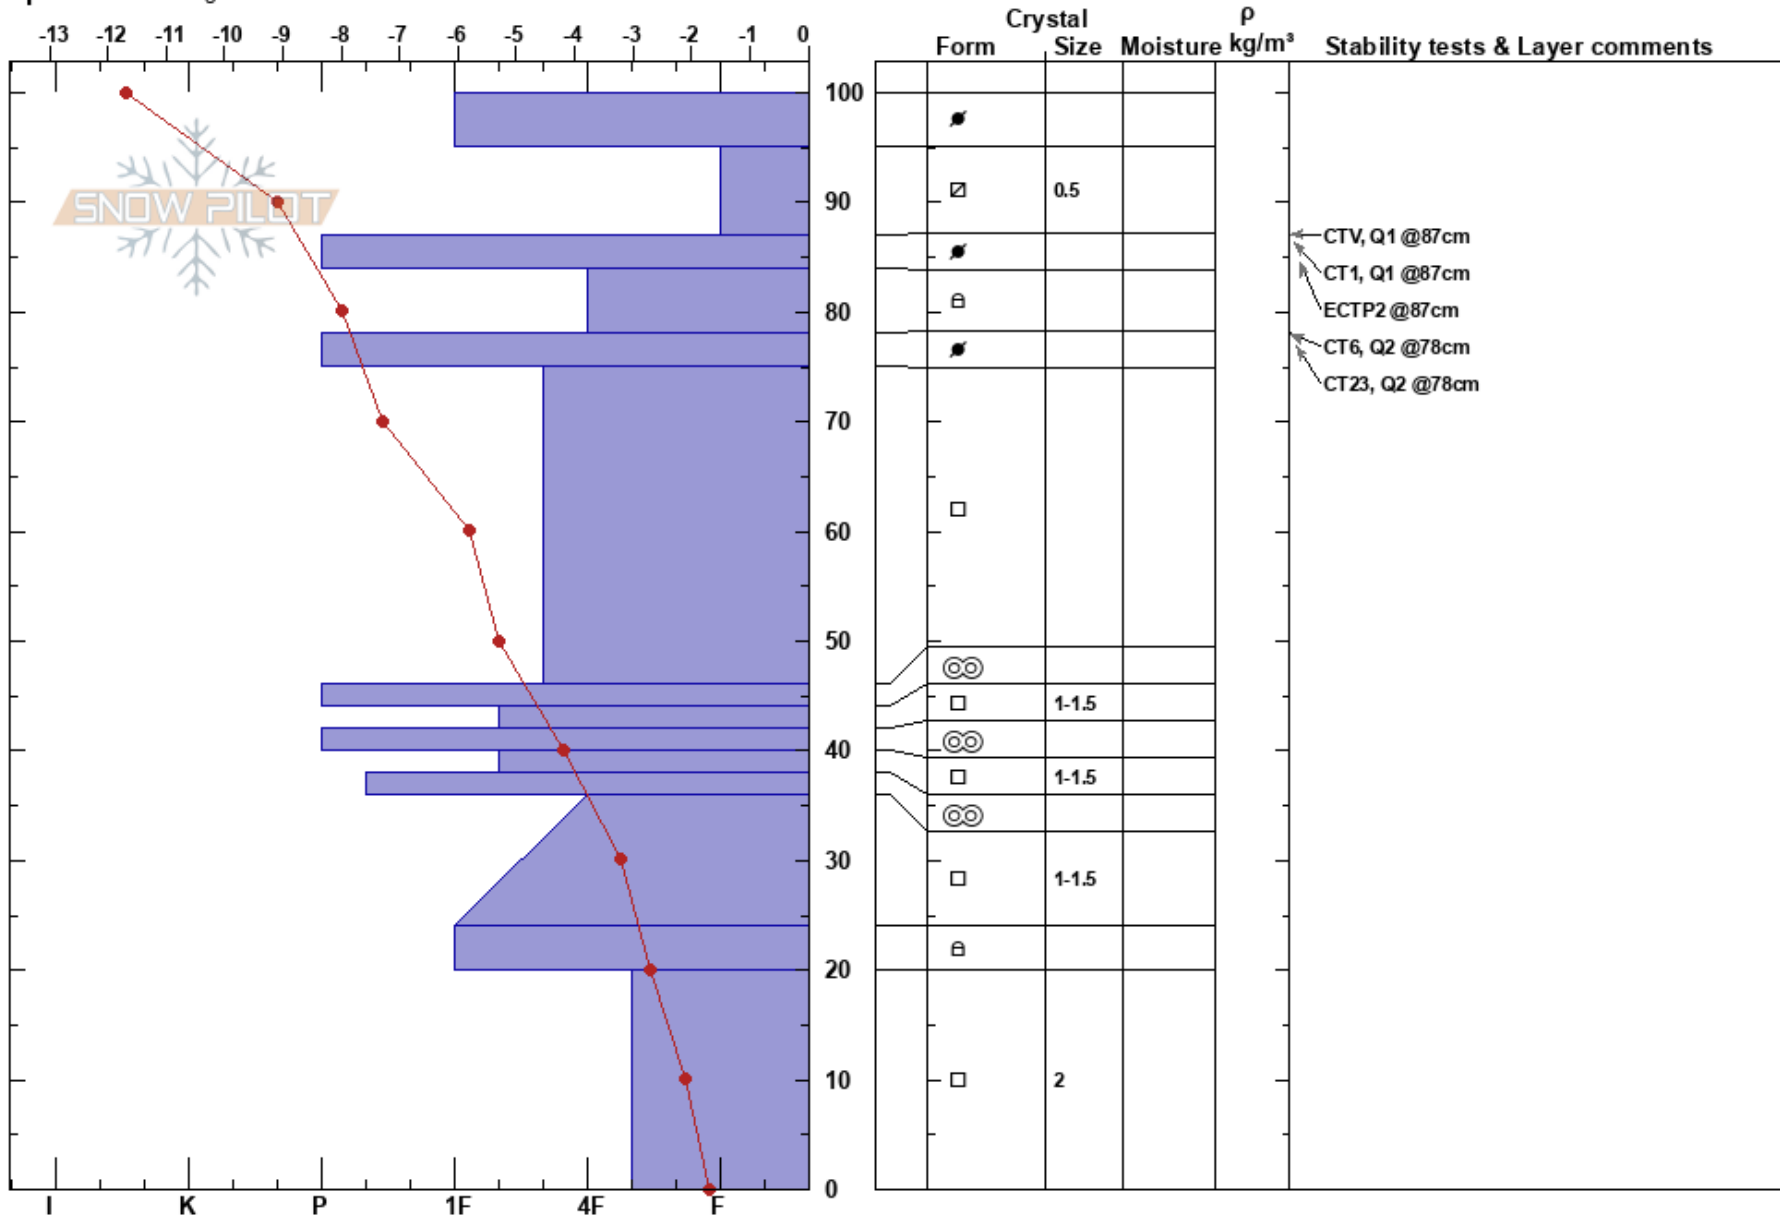 Crystal ρ
Form Size Moisture kg/m³ Stability tests & Layer comments
-13 -12 -11 -10 -9 -8 -7 -6 -5 -4 -3 -2 -1 0
100
SNOW PILOT
0.5
90
CTV, Q1 @87cm
CT1, Q1 @87cm
80
ECTP2 @87cm
CT6, Q2 @78cm
CT23, Q2 @78cm
70
60
50
1-1.5
40
1-1.5
30
1-1.5
20
10
2
0
I K P 1F 4F F